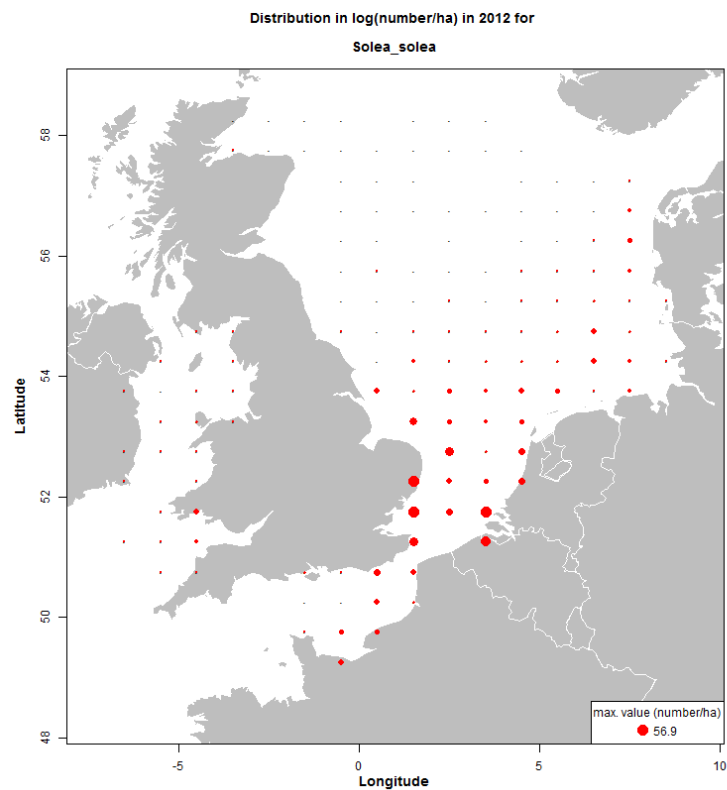 Distribution in log(number/ha) in 2012 for
Solea_solea
58
56
54
52
50
48
Latitude
-5
0
5
10
Longitude
max. value (number/ha)
56.9